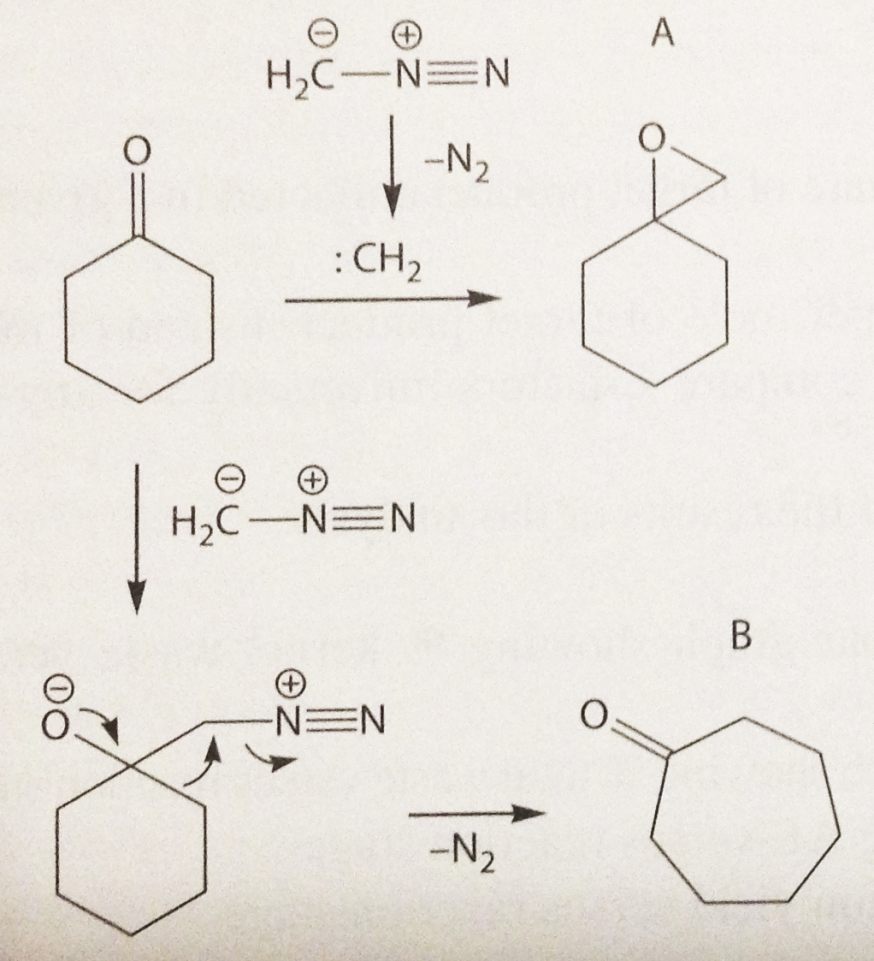 H₂C—N≡N
⊖ ⊕
A
–N₂
:CH₂
O
O
H₂C—N≡N
⊖ ⊕
B
⊖
O
⊕
N≡N
–N₂
O